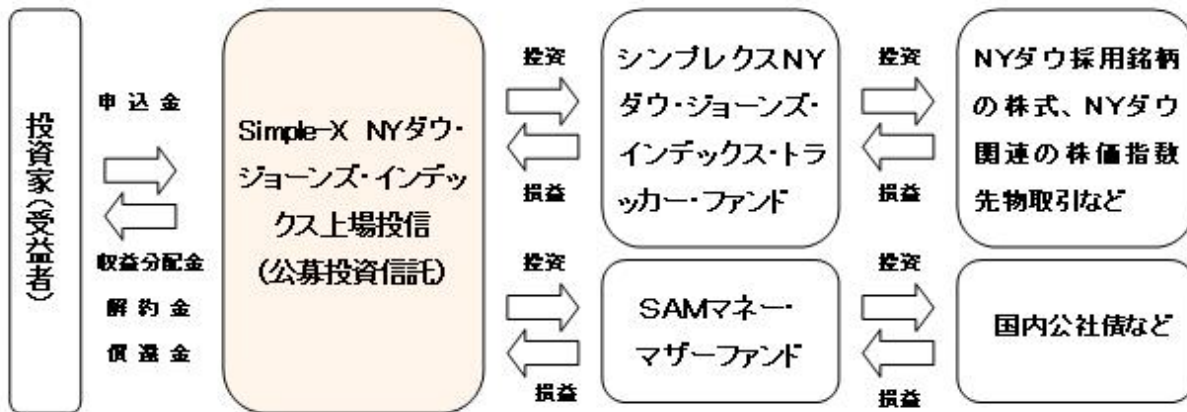 投資家(受益者)
申込金
収益分配金
解約金
償還金
Simple-X NYダウ・
ジョーンズ・インデッ
クス上場投信
(公募投資信託)
投資
損益
シンプレクスNY
ダウ・ジョーンズ・
インデックス・トラ
ッカー・ファンド
投資
損益
NYダウ採用銘柄
の株式、NYダウ
関連の株価指数
先物取引など
投資
損益
SAMマネー・
マザーファンド
投資
損益
国内公社債など